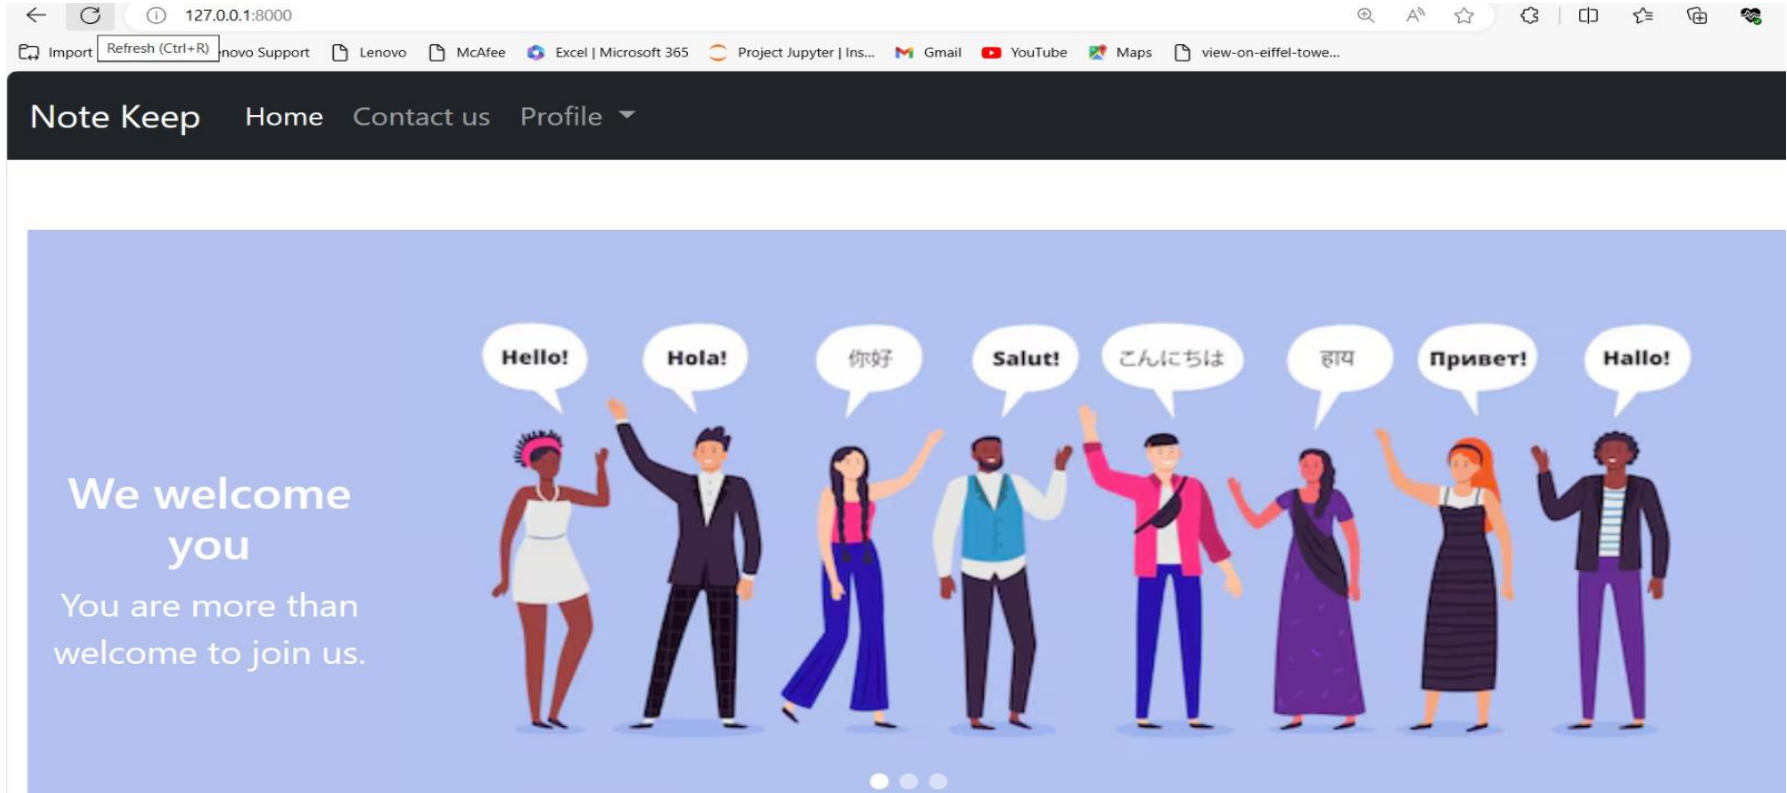 127.0.0.1:8000
Import Refresh (Ctrl+R) enovo Support Lenovo McAfee Excel | Microsoft 365 Project Jupyter | Ins... Gmail YouTube Maps view-on-eiffel-towe...
Note Keep Home Contact us Profile
Hello! Hola! 你好 Salut! こんにちは हाय Привет! Hallo!
We welcome
you
You are more than
welcome to join us.